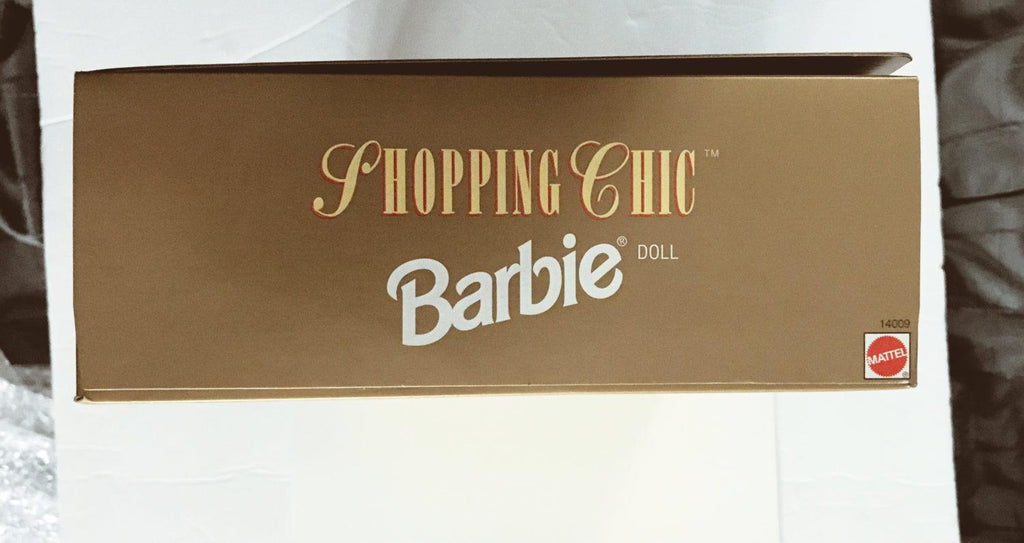 SHOPPING CHIC™
Barbie® DOLL
14009
MATTEL®